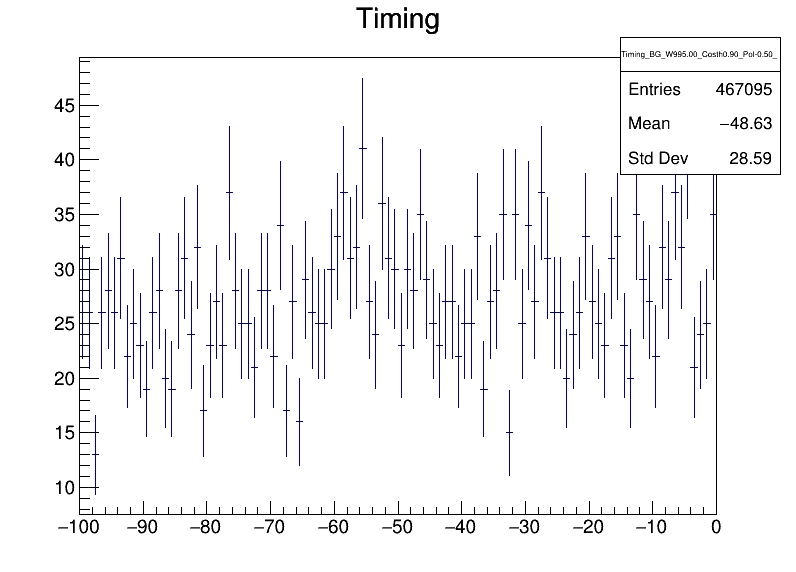 Timing
Timing_BG_W995.00_Costh0.90_Pol-0.50_
Entries 467095
Mean −48.63
Std Dev 28.59
45
40
35
30
25
20
15
10
−100 −90 −80 −70 −60 −50 −40 −30 −20 −10 0